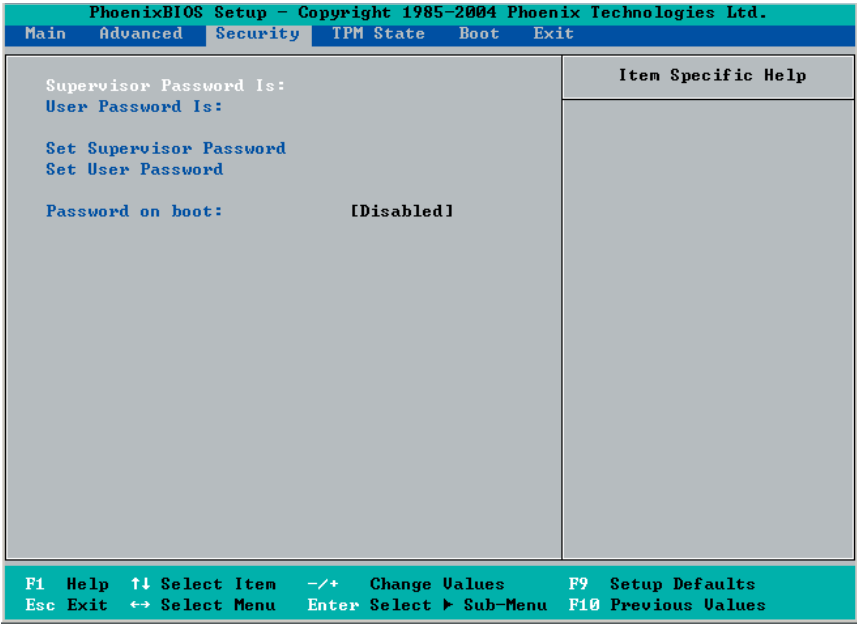 PhoenixBIOS Setup - Copyright 1985-2004 Phoenix Technologies Ltd.
Main Advanced Security TPM State Boot Exit
Supervisor Password Is:
User Password Is:
Set Supervisor Password
Set User Password
Password on boot: [Disabled]
Item Specific Help
F1 Help ↑↓ Select Item -/+ Change Values F9 Setup Defaults
Esc Exit ↔ Select Menu Enter Select ▶ Sub-Menu F10 Previous Values